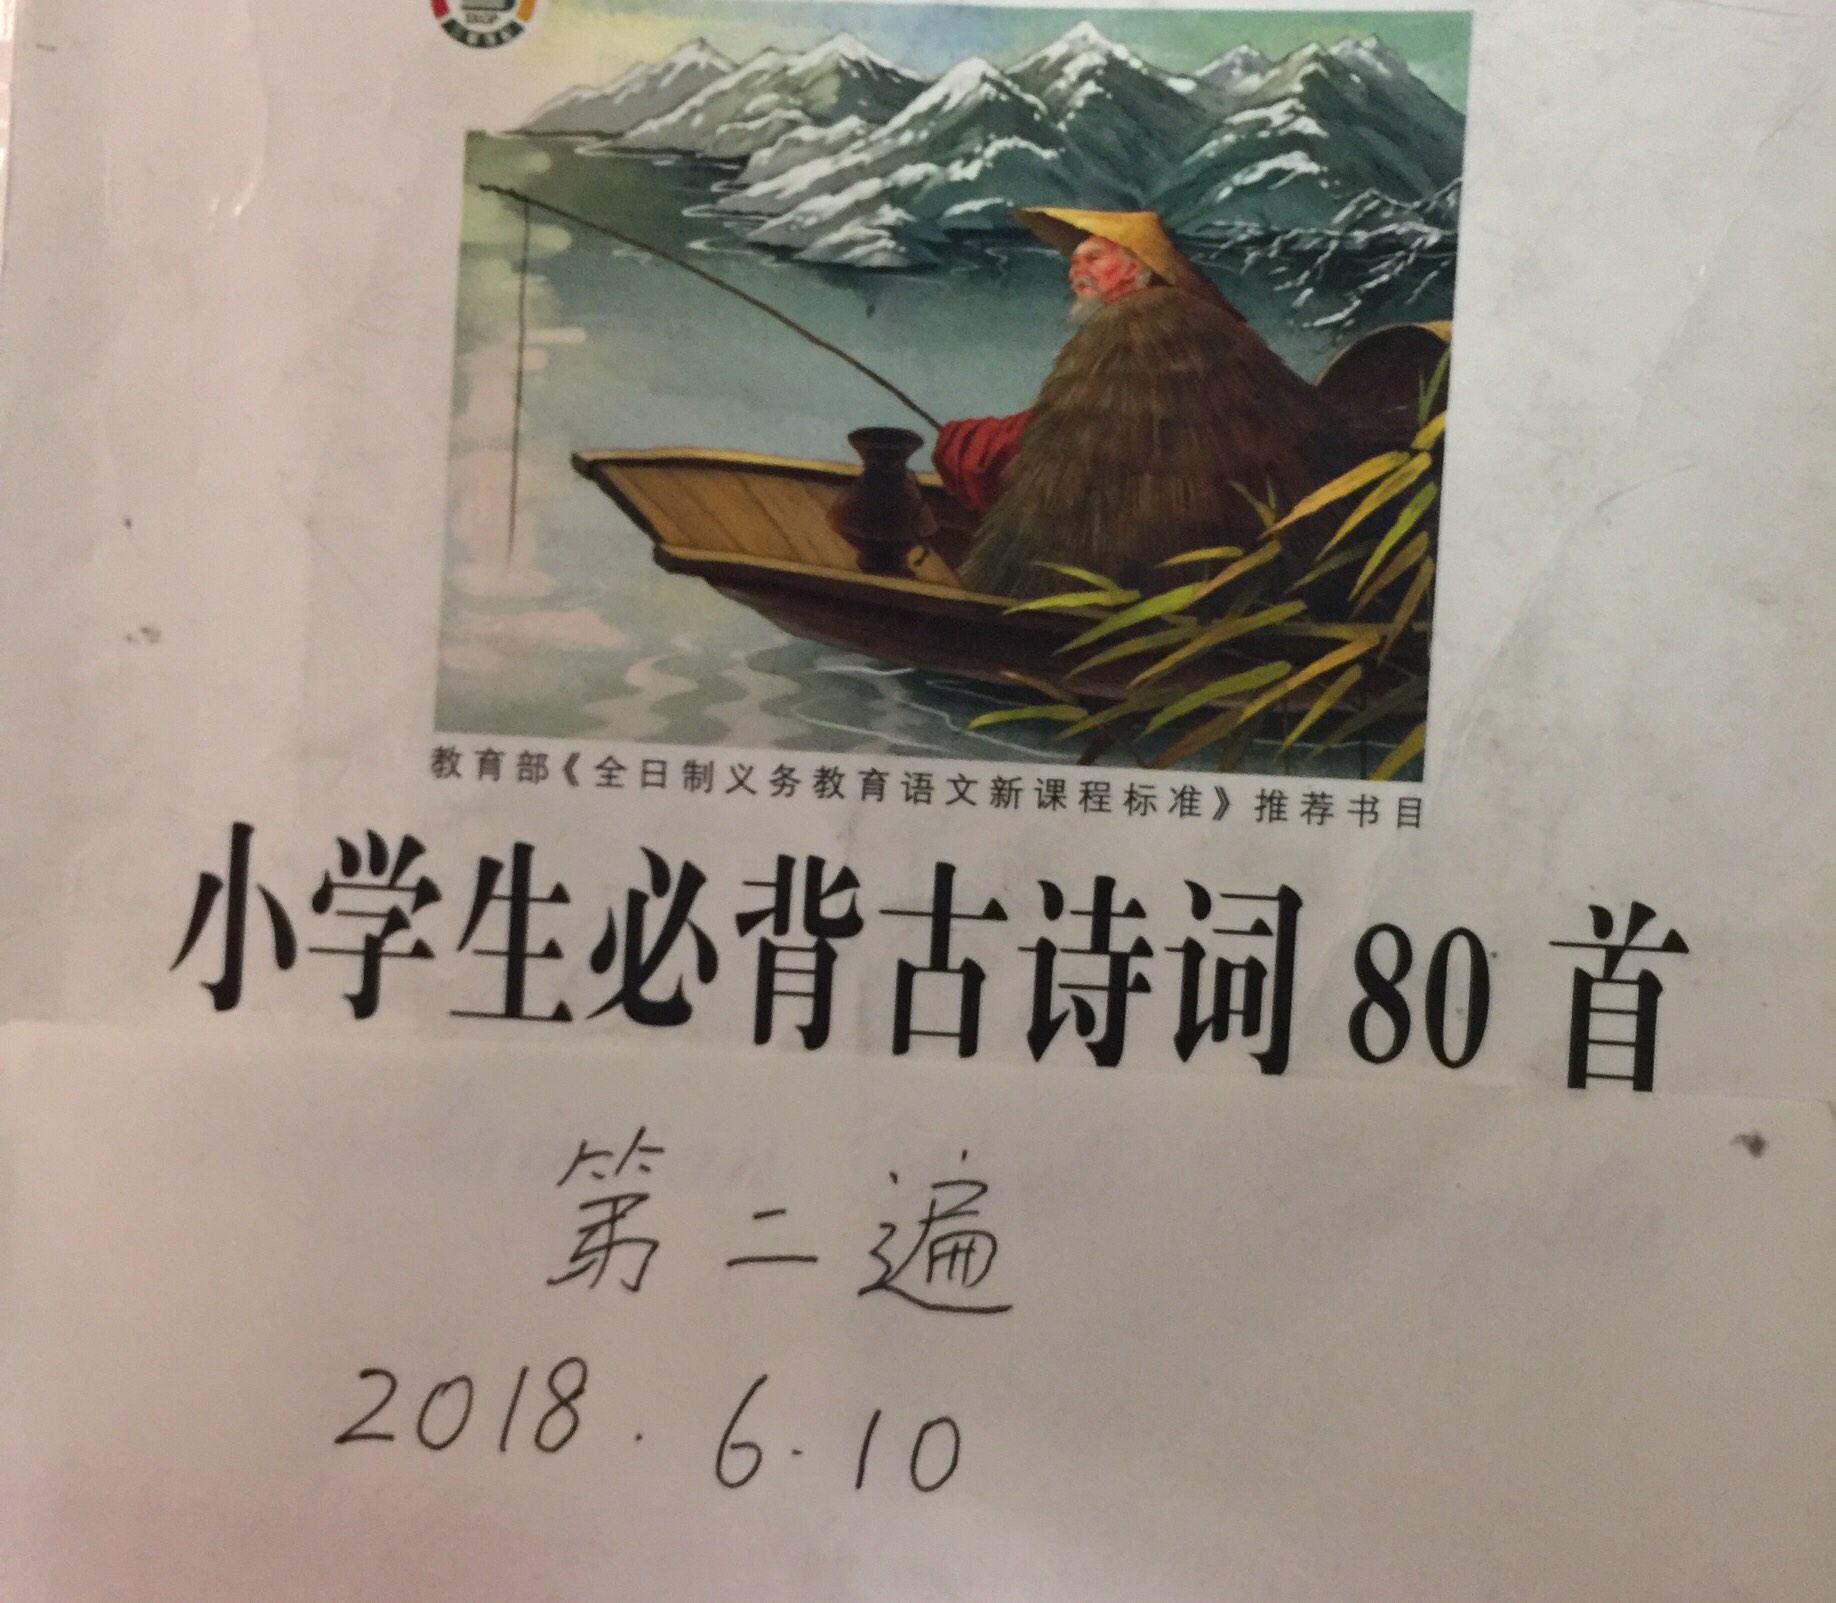 教育部《全日制义务教育语文新课程标准》推荐书目
小学生必背古诗词80首
第二遍
2018.6.10